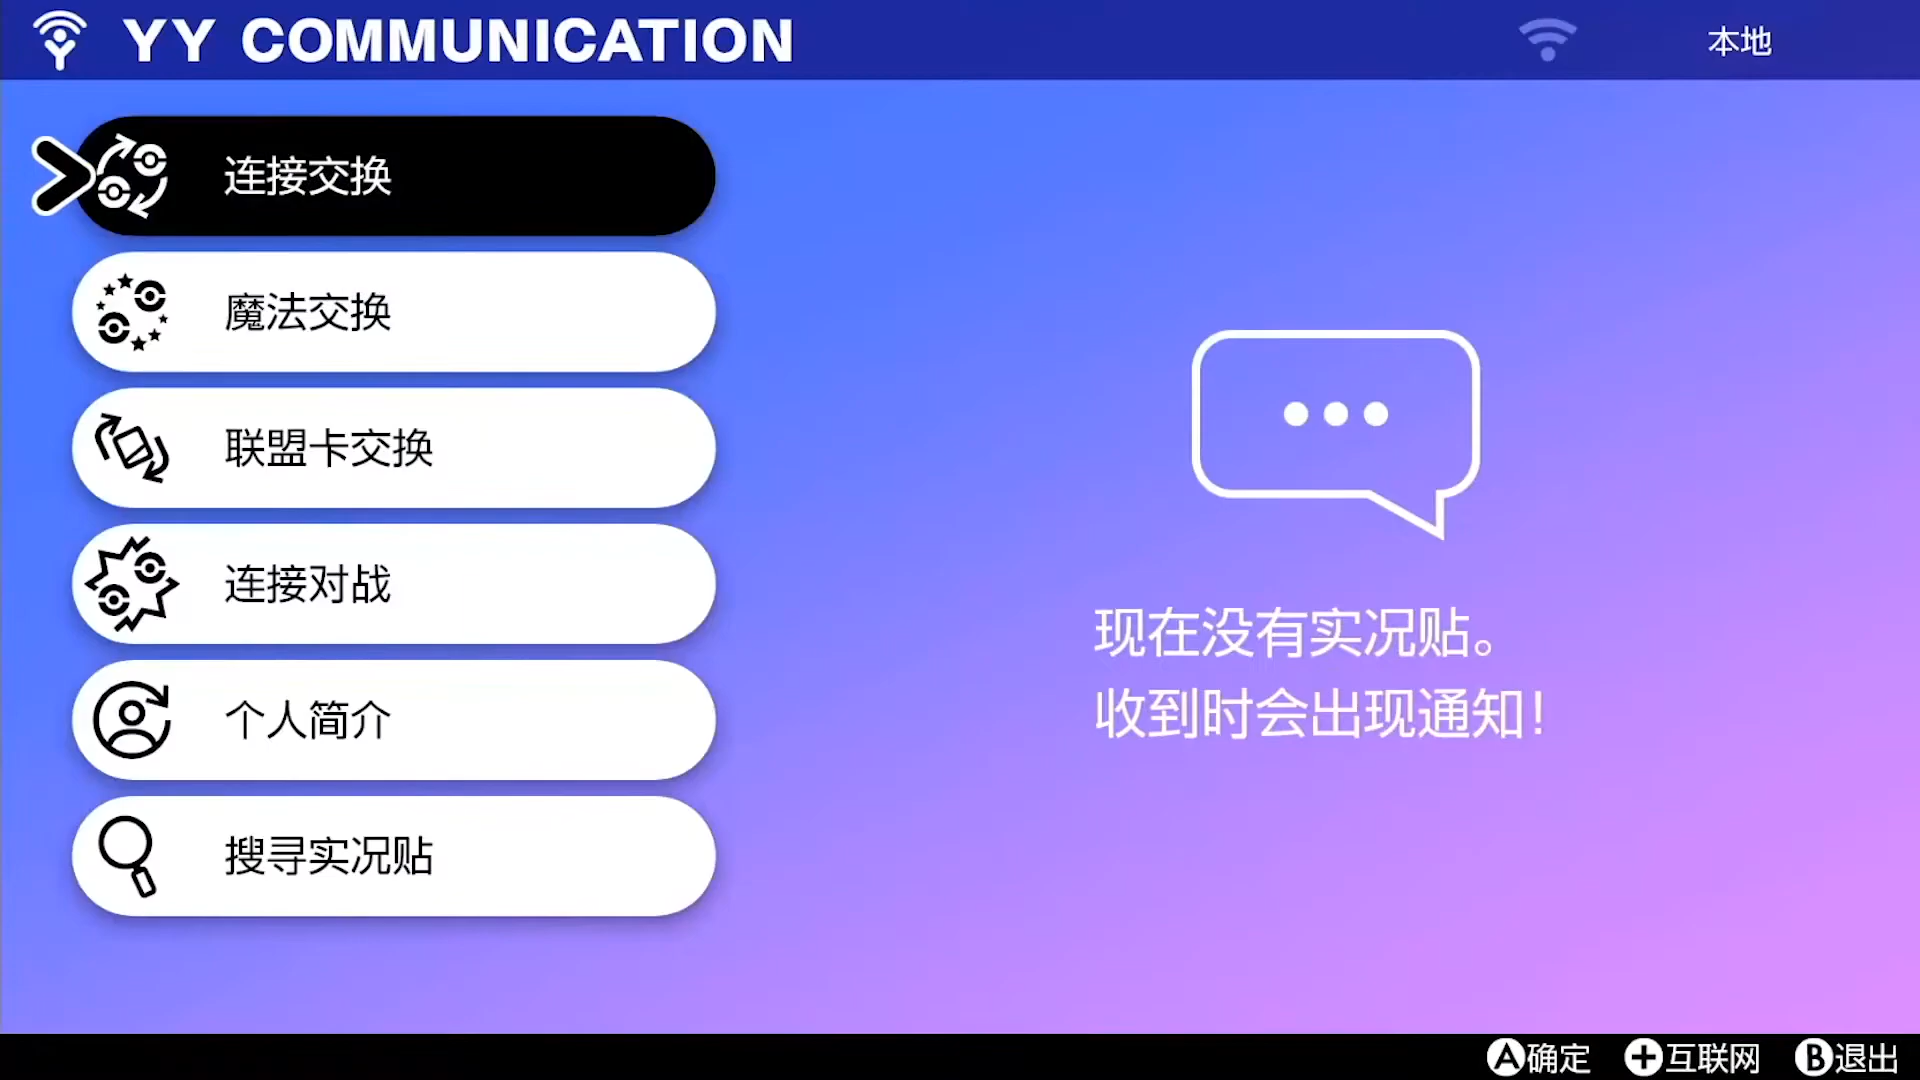 YY COMMUNICATION
本地
连接交换
魔法交换
联盟卡交换
连接对战
个人简介
搜寻实况贴
现在没有实况贴。
收到时会出现通知！
A确定 +互联网 B退出